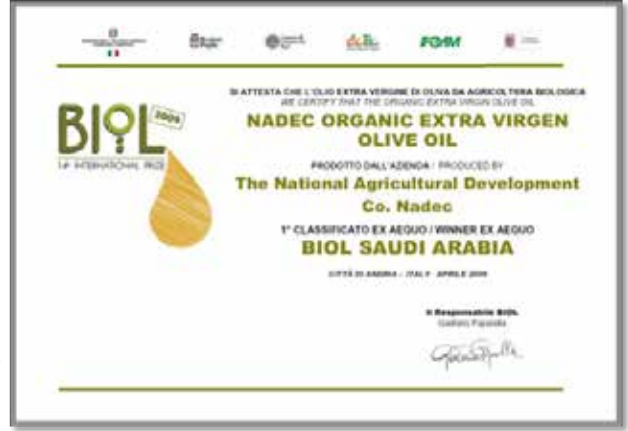 IFOAM
SI ATTESTA CHE L'OLIO EXTRA VERGINE DI OLIVA DA AGRICOLTURA BIOLOGICA
WE CERTIFY THAT THE ORGANIC EXTRA VIRGIN OLIVE OIL
BIOL
2009
14° INTERNATIONAL PRIZE
NADEC ORGANIC EXTRA VIRGEN
OLIVE OIL
PRODOTTO DALL'AZIENDA / PRODUCED BY
The National Agricultural Development
Co. Nadec
1° CLASSIFICATO EX AEQUO / WINNER EX AEQUO
BIOL SAUDI ARABIA
CITTÀ DI ANDRIA - ITALY APRILE 2009
Il Responsabile BIOL
Gaetano Paparella